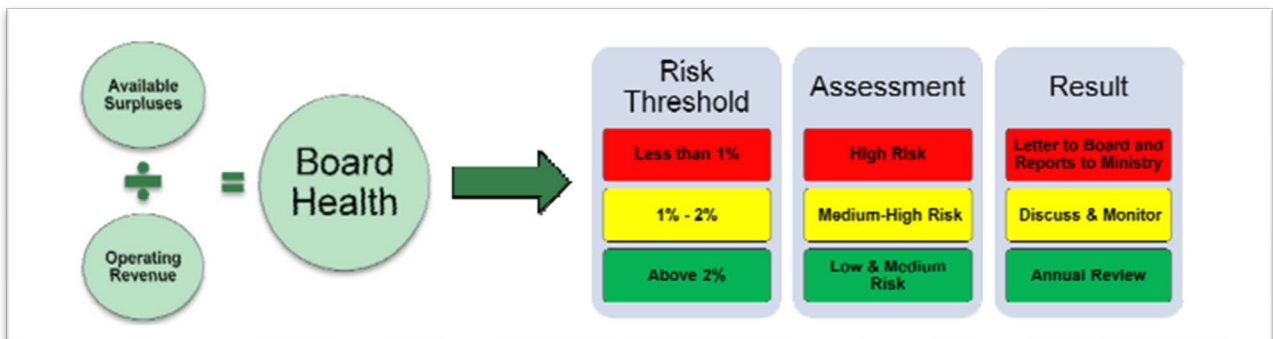 Available
Surpluses
÷
Operating
Revenue
=
Board
Health
Risk
Threshold
Less than 1%
1% - 2%
Above 2%
Assessment
High Risk
Medium-High Risk
Low & Medium
Risk
Result
Letter to Board and
Reports to Ministry
Discuss & Monitor
Annual Review